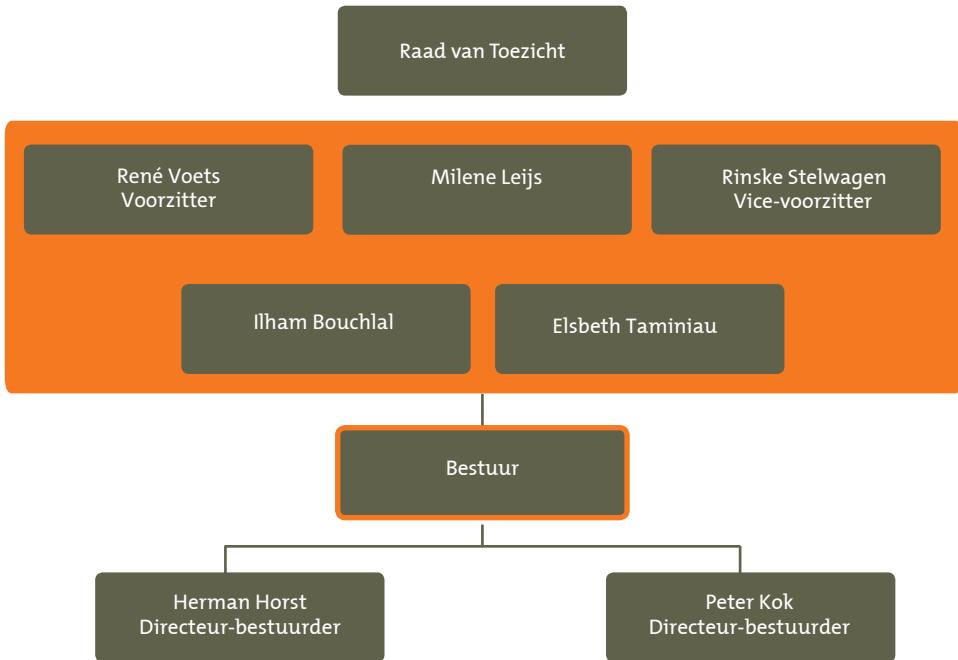 Raad van Toezicht
René Voets
Voorzitter
Milene Leijs
Rinske Stelwagen
Vice-voorzitter
Ilham Bouchlal
Elsbeth Taminiau
Bestuur
Herman Horst
Directeur-bestuurder
Peter Kok
Directeur-bestuurder